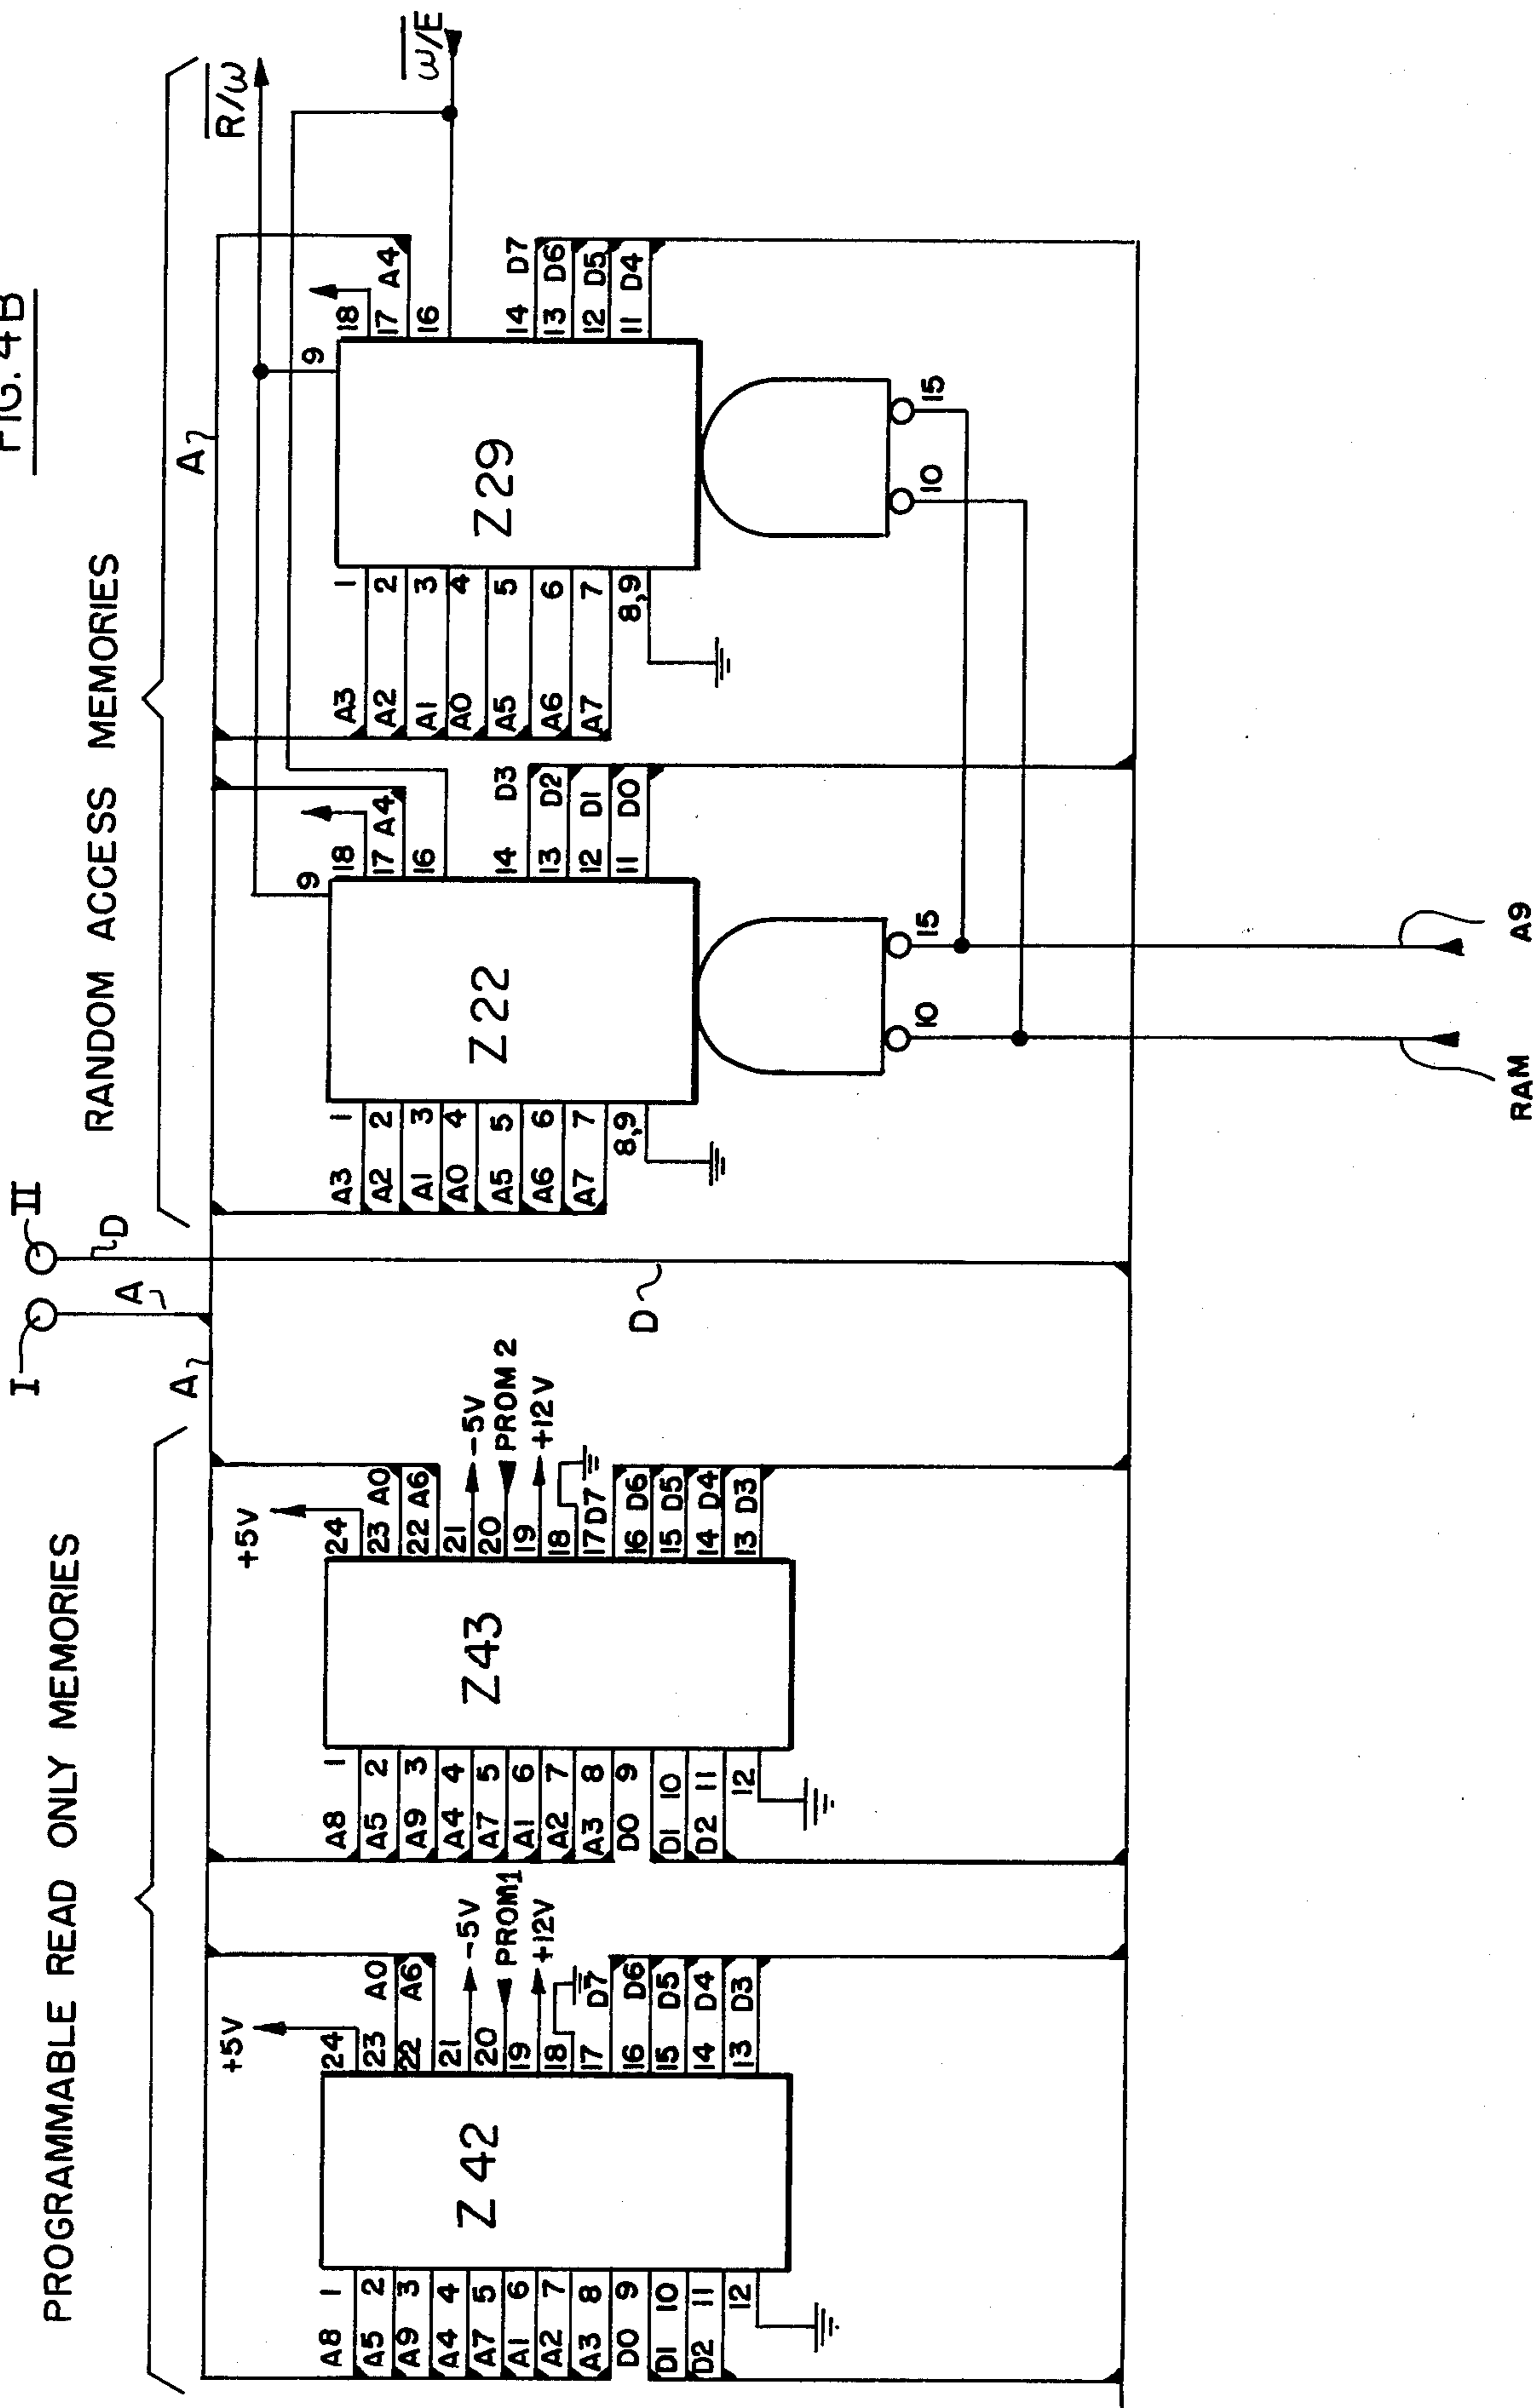 FIG. 4B
PROGRAMMABLE READ ONLY MEMORIES
RANDOM ACCESS MEMORIES
I
II
A
D
A
A
D
Z42
A8 1
A5 2
A9 3
A4 4
A7 5
A1 6
A2 7
A3 8
D0 9
D1 10
D2 11
12
+5V
24
23 A0
22 A6
21 -5V
20 PROM1
19 +12V
18
17 D7
16 D6
15 D5
14 D4
13 D3
Z43
A8 1
A5 2
A9 3
A4 4
A7 5
A1 6
A2 7
A3 8
D0 9
D1 10
D2 11
12
+5V
24
23 A0
22 A6
21 -5V
20 PROM 2
19 +12V
18
17 D7
16 D6
15 D5
14 D4
13 D3
Z22
A3 1
A2 2
A1 3
A0 4
A5 5
A6 6
A7 7
8,9
9
18
17 A4
16
14 D3
13 D2
12 D1
11 D0
10
15
Z29
A3 1
A2 2
A1 3
A0 4
A5 5
A6 6
A7 7
8,9
9
18
17 A4
16
14 D7
13 D6
12 D5
11 D4
10
15
R/W
W/E
RAM
A9